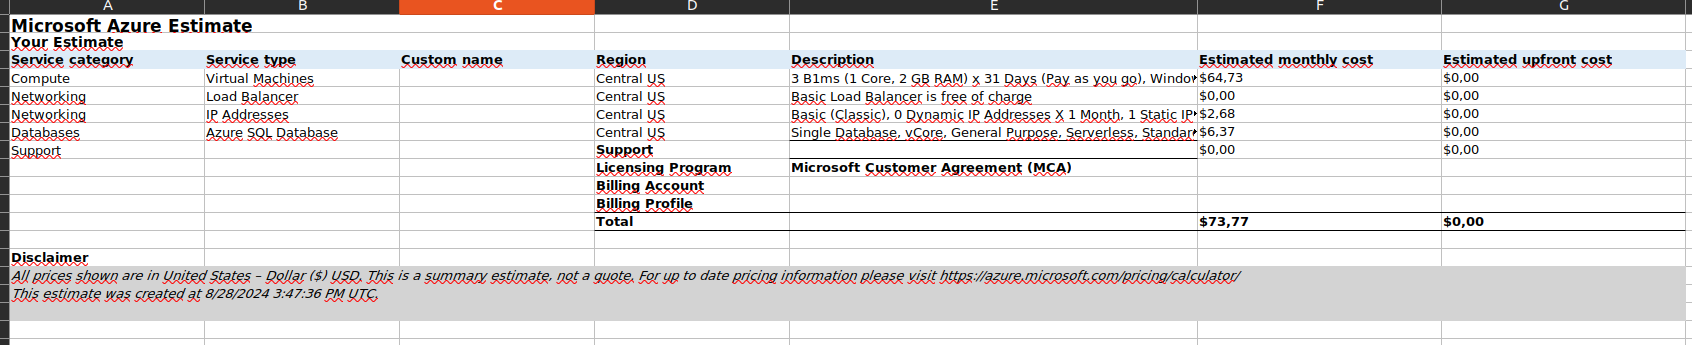 A B C D E F G
Microsoft Azure Estimate
Your Estimate
Service category Service type Custom name Region Description Estimated monthly cost Estimated upfront cost
Compute Virtual Machines Central US 3 B1ms (1 Core, 2 GB RAM) x 31 Days (Pay as you go), Window $64,73 $0,00
Networking Load Balancer Central US Basic Load Balancer is free of charge $0,00 $0,00
Networking IP Addresses Central US Basic (Classic), 0 Dynamic IP Addresses X 1 Month, 1 Static IP $2,68 $0,00
Databases Azure SQL Database Central US Single Database, vCore, General Purpose, Serverless, Standar $6,37 $0,00
Support Support $0,00 $0,00
Licensing Program Microsoft Customer Agreement (MCA)
Billing Account
Billing Profile
Total $73,77 $0,00
Disclaimer
All prices shown are in United States – Dollar ($) USD. This is a summary estimate, not a quote. For up to date pricing information please visit https://azure.microsoft.com/pricing/calculator/
This estimate was created at 8/28/2024 3:47:36 PM UTC.